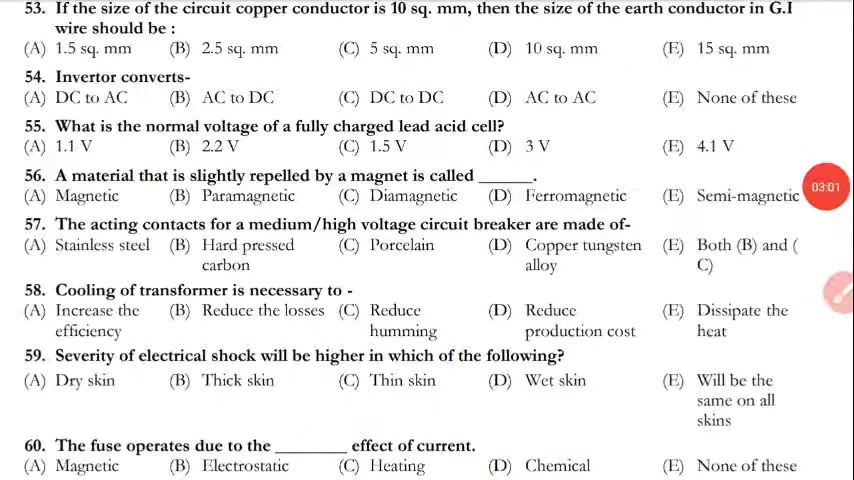 53. If the size of the circuit copper conductor is 10 sq. mm, then the size of the earth conductor in G.I
wire should be :
(A) 1.5 sq. mm (B) 2.5 sq. mm (C) 5 sq. mm (D) 10 sq. mm (E) 15 sq. mm
54. Invertor converts-
(A) DC to AC (B) AC to DC (C) DC to DC (D) AC to AC (E) None of these
55. What is the normal voltage of a fully charged lead acid cell?
(A) 1.1 V (B) 2.2 V (C) 1.5 V (D) 3 V (E) 4.1 V
56. A material that is slightly repelled by a magnet is called ______.
(A) Magnetic (B) Paramagnetic (C) Diamagnetic (D) Ferromagnetic (E) Semi-magnetic
03:01
57. The acting contacts for a medium/high voltage circuit breaker are made of-
(A) Stainless steel (B) Hard pressed (C) Porcelain (D) Copper tungsten (E) Both (B) and (
carbon alloy C)
58. Cooling of transformer is necessary to -
(A) Increase the (B) Reduce the losses (C) Reduce (D) Reduce (E) Dissipate the
efficiency humming production cost heat
59. Severity of electrical shock will be higher in which of the following?
(A) Dry skin (B) Thick skin (C) Thin skin (D) Wet skin (E) Will be the
same on all
skins
60. The fuse operates due to the ________ effect of current.
(A) Magnetic (B) Electrostatic (C) Heating (D) Chemical (E) None of these